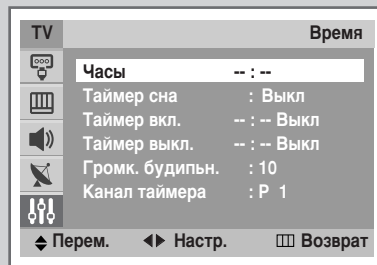 TV Время
Часы -- : --
Таймер сна : Выкл
Таймер вкл. -- : -- Выкл
Таймер выкл. -- : -- Выкл
Громк. будипьн. : 10
Канал таймера : P 1
Перем. Настр. Возврат